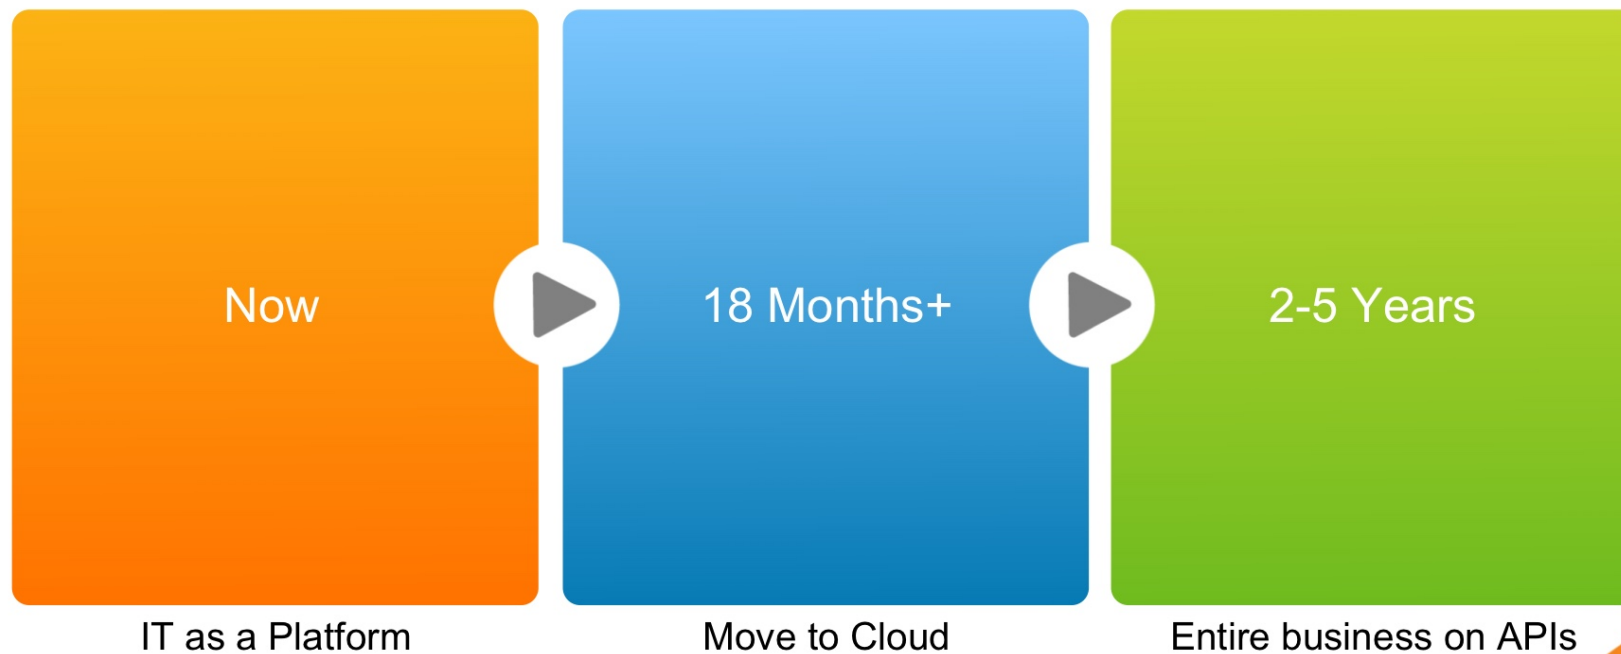 Now
18 Months+
2-5 Years
IT as a Platform
Move to Cloud
Entire business on APIs